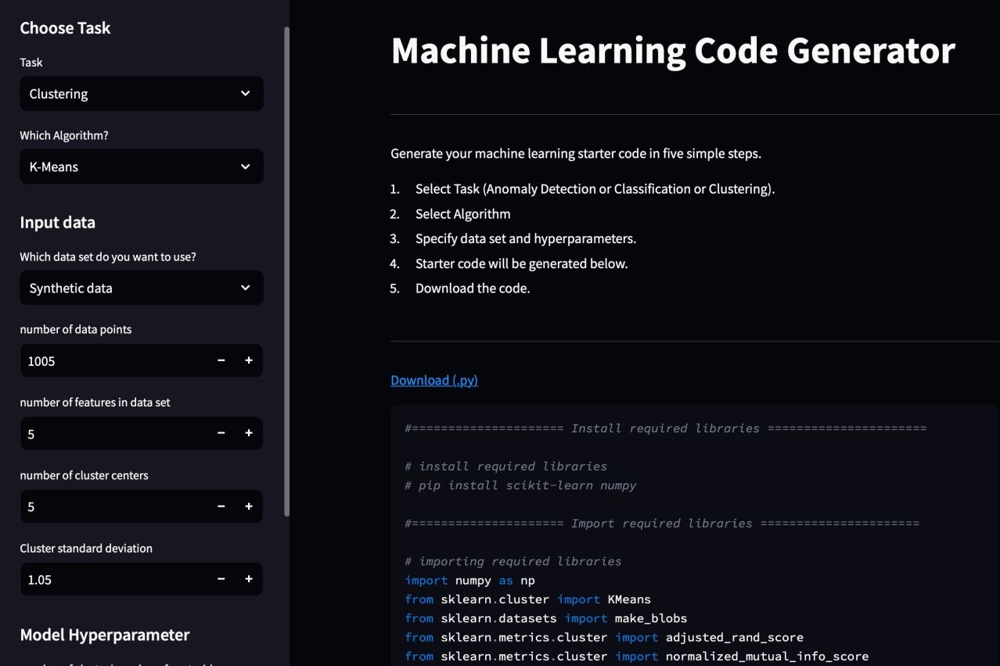 Choose Task
Task
Clustering
Which Algorithm?
K-Means
Input data
Which data set do you want to use?
Synthetic data
number of data points
1005
−
+
number of features in data set
5
−
+
number of cluster centers
5
−
+
Cluster standard deviation
1.05
−
+
Model Hyperparameter
Machine Learning Code Generator
Generate your machine learning starter code in five simple steps.
1. Select Task (Anomaly Detection or Classification or Clustering).
2. Select Algorithm
3. Specify data set and hyperparameters.
4. Starter code will be generated below.
5. Download the code.
Download (.py)
#===================== Install required libraries ======================
# install required libraries
# pip install scikit-learn numpy
#===================== Import required libraries ======================
# importing required libraries
import numpy as np
from sklearn.cluster import KMeans
from sklearn.datasets import make_blobs
from sklearn.metrics.cluster import adjusted_rand_score
from sklearn.metrics.cluster import normalized_mutual_info_score